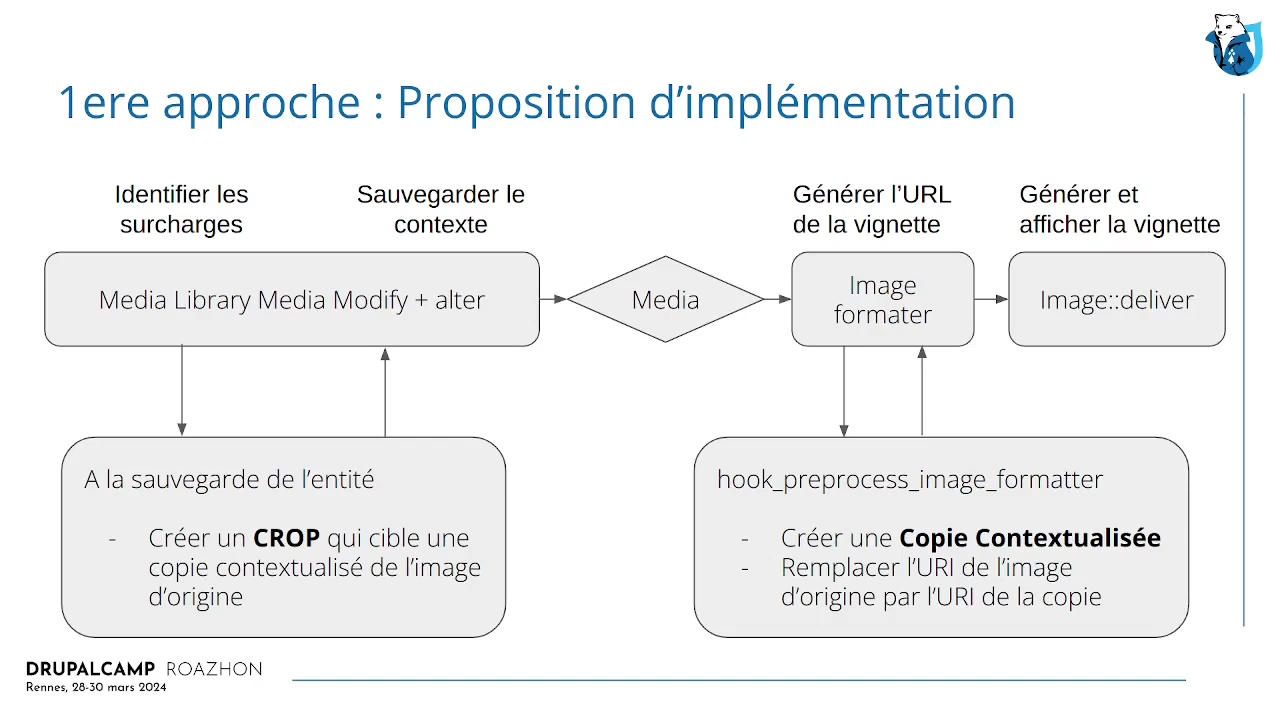 1ere approche : Proposition d’implémentation
Identifier les
surcharges
Sauvegarder le
contexte
Générer l’URL
de la vignette
Générer et
afficher la vignette
Media Library Media Modify + alter
Media
Image
formater
Image::deliver
A la sauvegarde de l’entité
- Créer un CROP qui cible une
copie contextualisé de l’image
d’origine
hook_preprocess_image_formatter
- Créer une Copie Contextualisée
- Remplacer l’URI de l’image
d’origine par l’URI de la copie
DRUPALCAMP ROAZHON
Rennes, 28-30 mars 2024